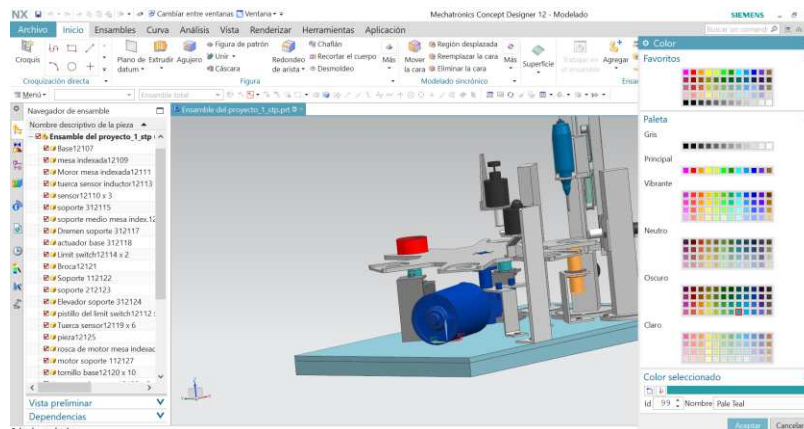 NX
Cambiar entre ventanas
Ventana
Mechatronics Concept Designer 12 - Modelado
SIEMENS
Archivo Inicio Ensambles Curva Análisis Vista Renderizar Herramientas Aplicación
Croquis
Plano de datum
Extrudir
Agujero
Figura de patrón
Unir
Cáscara
Redondeo de arista
Chaflán
Recortar el cuerpo
Desmoldeo
Más
Mover la cara
Región desplazada
Reemplazar la cara
Eliminar la cara
Más
Superficie
Agregar
Croquización directa
Figura
Modelado sincrónico
Menú
Navegador de ensamble
Ensamble del proyecto_1_stp.prt
Nombre descriptivo de la pieza
Ensamble del proyecto_1_stp
Base12107
mesa indexada12109
Moror mesa indexada12111
tuerca sensor inductor12113
sensor12110 x 3
soporte 312115
soporte medio mesa index.12
Dremen soporte 312117
actuador base 312118
Limit switch12114 x 2
Broca12121
Soporte 112122
soporte 212123
Elevador soporte 312124
pistillo del limit switch12112
Tuerca sensor12119 x 6
pieza12125
rosca de motor mesa indexac
motor soporte 112127
tornillo base12120 x 10
Vista preliminar
Dependencias
Color
Favoritos
Paleta
Gris
Principal
Vibrante
Neutro
Oscuro
Claro
Color seleccionado
Id 99 Nombre Pale Teal
Aceptar Cancelar